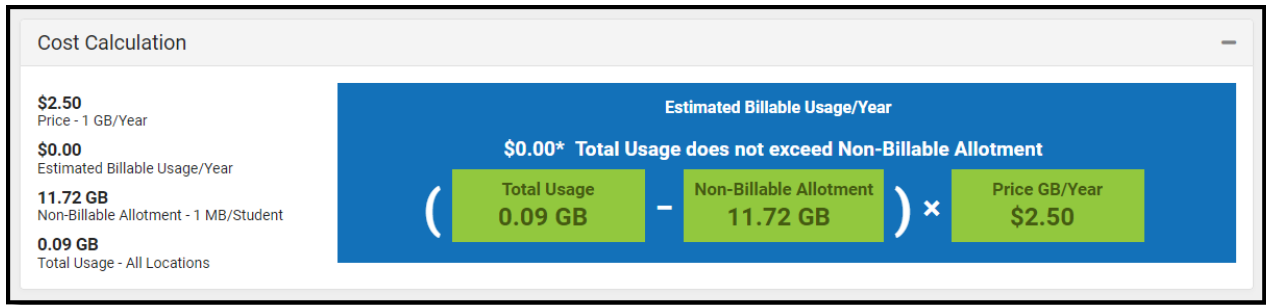 Cost Calculation
$2.50
Price - 1 GB/Year
$0.00
Estimated Billable Usage/Year
11.72 GB
Non-Billable Allotment - 1 MB/Student
0.09 GB
Total Usage - All Locations
Estimated Billable Usage/Year
$0.00* Total Usage does not exceed Non-Billable Allotment
( Total Usage − Non-Billable Allotment ) × Price GB/Year
0.09 GB 11.72 GB $2.50